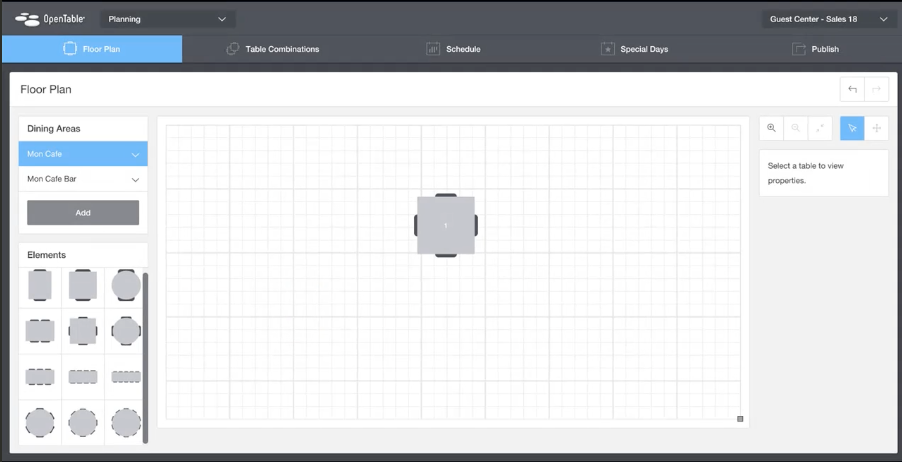 OpenTable
Planning
Guest Center - Sales 18
Floor Plan
Table Combinations
Schedule
Special Days
Publish
Floor Plan
Dining Areas
Mon Cafe
Mon Cafe Bar
Add
Elements
1
Select a table to view
properties.